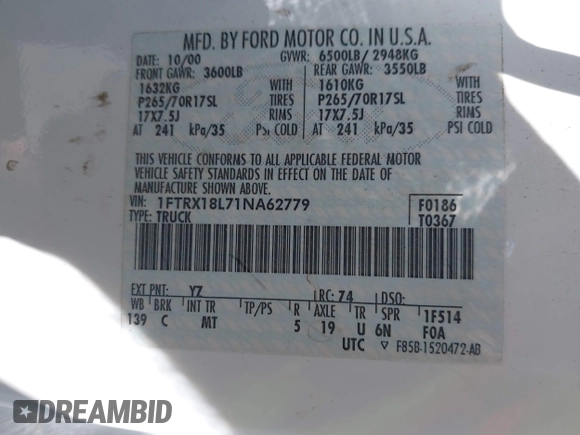 MFD. BY FORD MOTOR CO. IN U.S.A.
DATE: 10/00 GVWR: 6500LB/ 2948KG
FRONT GAWR: 3600LB REAR GAWR: 3550LB
1632KG WITH 1610KG WITH
P265/70R17SL TIRES P265/70R17SL TIRES
17X7.5J RIMS 17X7.5J RIMS
AT 241 kPa/35 PSI COLD AT 241 kPa/35 PSI COLD
THIS VEHICLE CONFORMS TO ALL APPLICABLE FEDERAL MOTOR
VEHICLE SAFETY STANDARDS IN EFFECT ON THE DATE OF
MANUFACTURE SHOWN ABOVE.
VIN: 1FTRX18L71NA62779 F0186
TYPE: TRUCK T0367
EXT PNT: YZ LRC: 74 DSO:
WB BRK INT TR TP/PS R AXLE TR SPR 1F514
139 C MT 5 19 U 6N F0A
UTC ▽ F85B-1520472-AB
DREAMBID